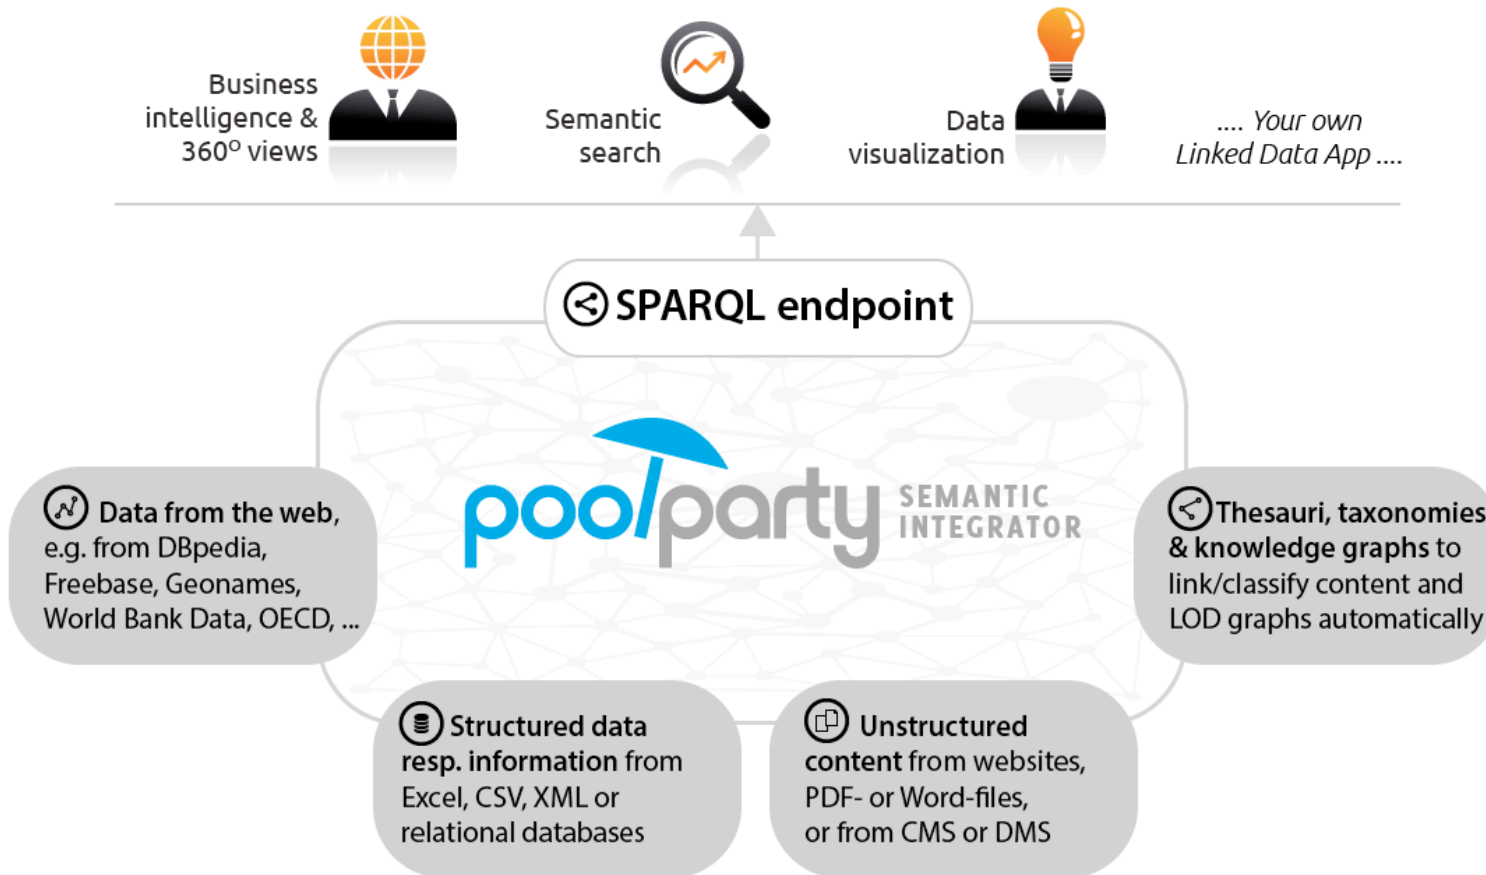 Business
intelligence &
360° views
Semantic
search
Data
visualization
.... Your own
Linked Data App ....
SPARQL endpoint
poolparty SEMANTIC
INTEGRATOR
Data from the web,
e.g. from DBpedia,
Freebase, Geonames,
World Bank Data, OECD, ...
Thesauri, taxonomies
& knowledge graphs to
link/classify content and
LOD graphs automatically
Structured data
resp. information from
Excel, CSV, XML or
relational databases
Unstructured
content from websites,
PDF- or Word-files,
or from CMS or DMS